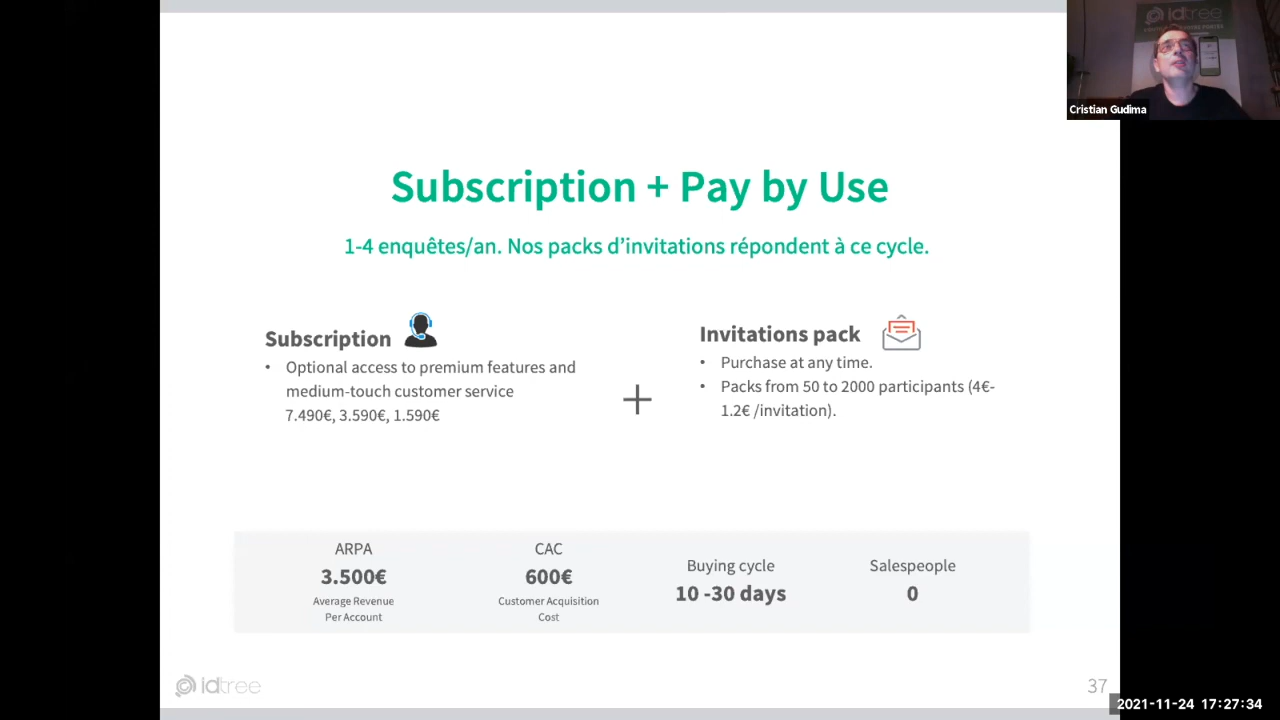 idtree
Cristian Gudima
Subscription + Pay by Use
1-4 enquêtes/an. Nos packs d’invitations répondent à ce cycle.
Subscription
• Optional access to premium features and
medium-touch customer service
7.490€, 3.590€, 1.590€
+
Invitations pack
• Purchase at any time.
• Packs from 50 to 2000 participants (4€-
1.2€ /invitation).
ARPA
3.500€
Average Revenue
Per Account
CAC
600€
Customer Acquisition
Cost
Buying cycle
10 -30 days
Salespeople
0
idtree
37
2021-11-24 17:27:34